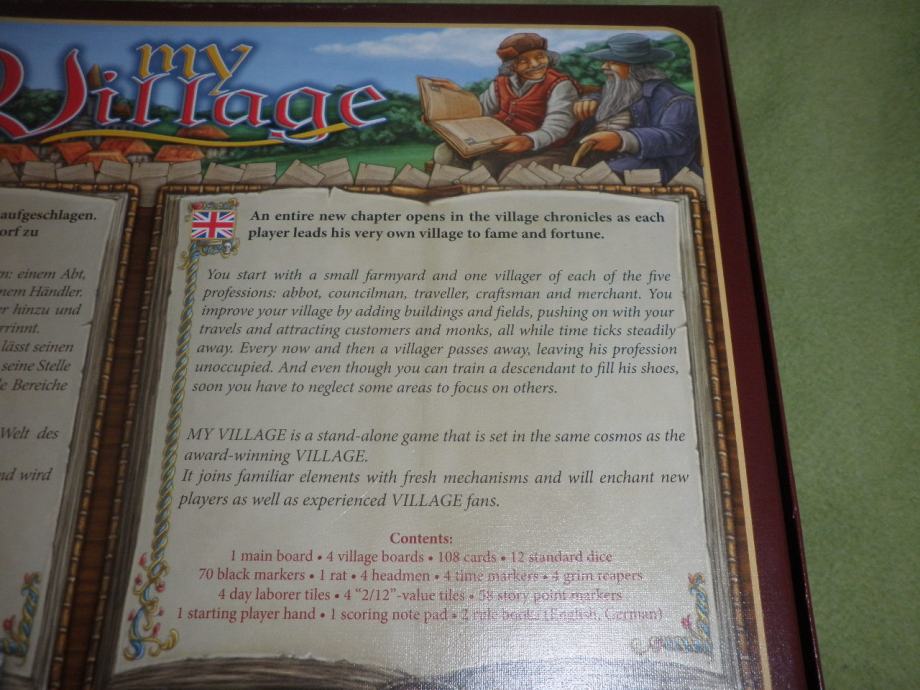 my
Village
aufgeschlagen.
orf zu
n: einem Abt,
nem Händler.
er hinzu und
rrinnt.
lässt seinen
seine Stelle
le Bereiche
Welt des
nd wird
An entire new chapter opens in the village chronicles as each
player leads his very own village to fame and fortune.
You start with a small farmyard and one villager of each of the five
professions: abbot, councilman, traveller, craftsman and merchant. You
improve your village by adding buildings and fields, pushing on with your
travels and attracting customers and monks, all while time ticks steadily
away. Every now and then a villager passes away, leaving his profession
unoccupied. And even though you can train a descendant to fill his shoes,
soon you have to neglect some areas to focus on others.
MY VILLAGE is a stand-alone game that is set in the same cosmos as the
award-winning VILLAGE.
It joins familiar elements with fresh mechanisms and will enchant new
players as well as experienced VILLAGE fans.
Contents:
1 main board • 4 village boards • 108 cards • 12 standard dice
70 black markers • 1 rat • 4 headmen • 4 time markers • 4 grim reapers
4 day laborer tiles • 4 “2/12”-value tiles • 58 story point markers
1 starting player hand • 1 scoring note pad • 2 rule books (English, German)